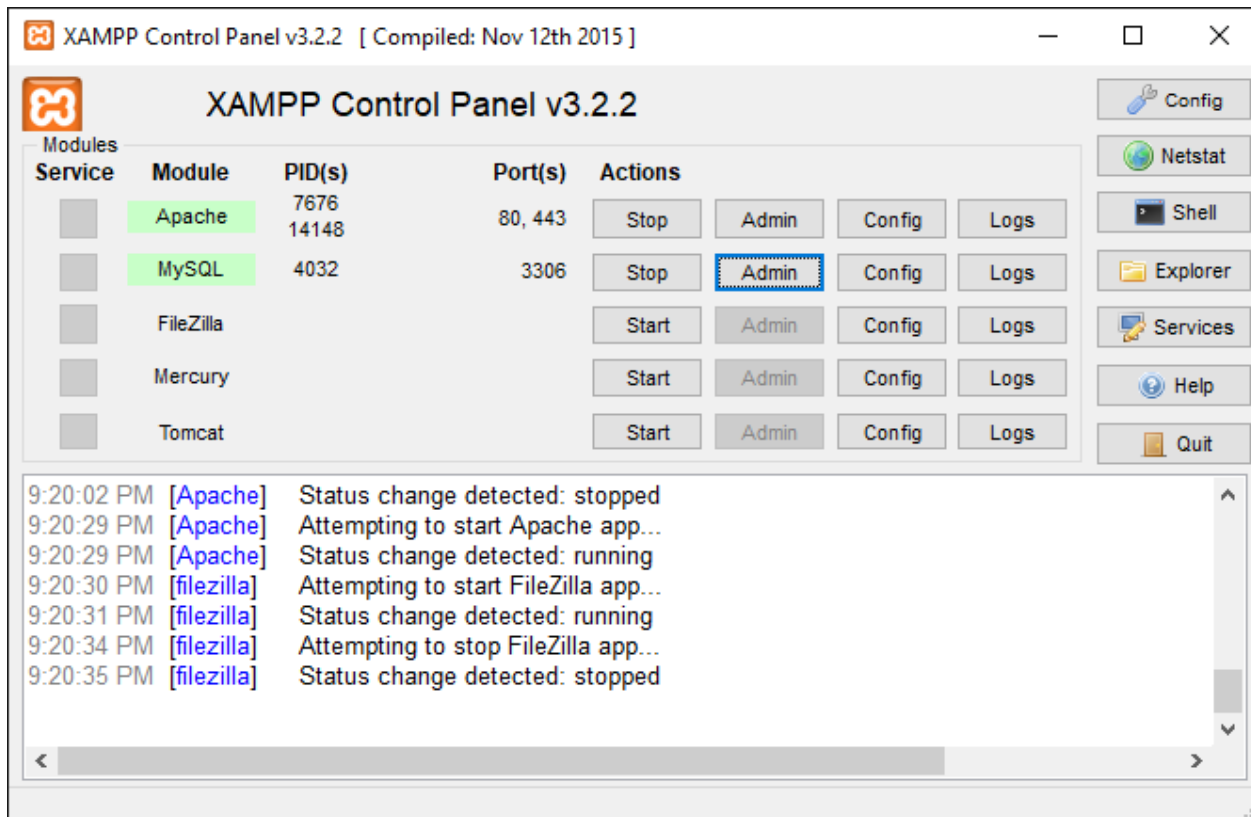 XAMPP Control Panel v3.2.2 [ Compiled: Nov 12th 2015 ]
XAMPP Control Panel v3.2.2
Config
Modules
Netstat
Service Module PID(s) Port(s) Actions
Apache 7676 14148 80, 443 Stop Admin Config Logs
Shell
MySQL 4032 3306 Stop Admin Config Logs
Explorer
FileZilla Start Admin Config Logs
Services
Mercury Start Admin Config Logs
Help
Tomcat Start Admin Config Logs
Quit
9:20:02 PM [Apache] Status change detected: stopped
9:20:29 PM [Apache] Attempting to start Apache app...
9:20:29 PM [Apache] Status change detected: running
9:20:30 PM [filezilla] Attempting to start FileZilla app...
9:20:31 PM [filezilla] Status change detected: running
9:20:34 PM [filezilla] Attempting to stop FileZilla app...
9:20:35 PM [filezilla] Status change detected: stopped